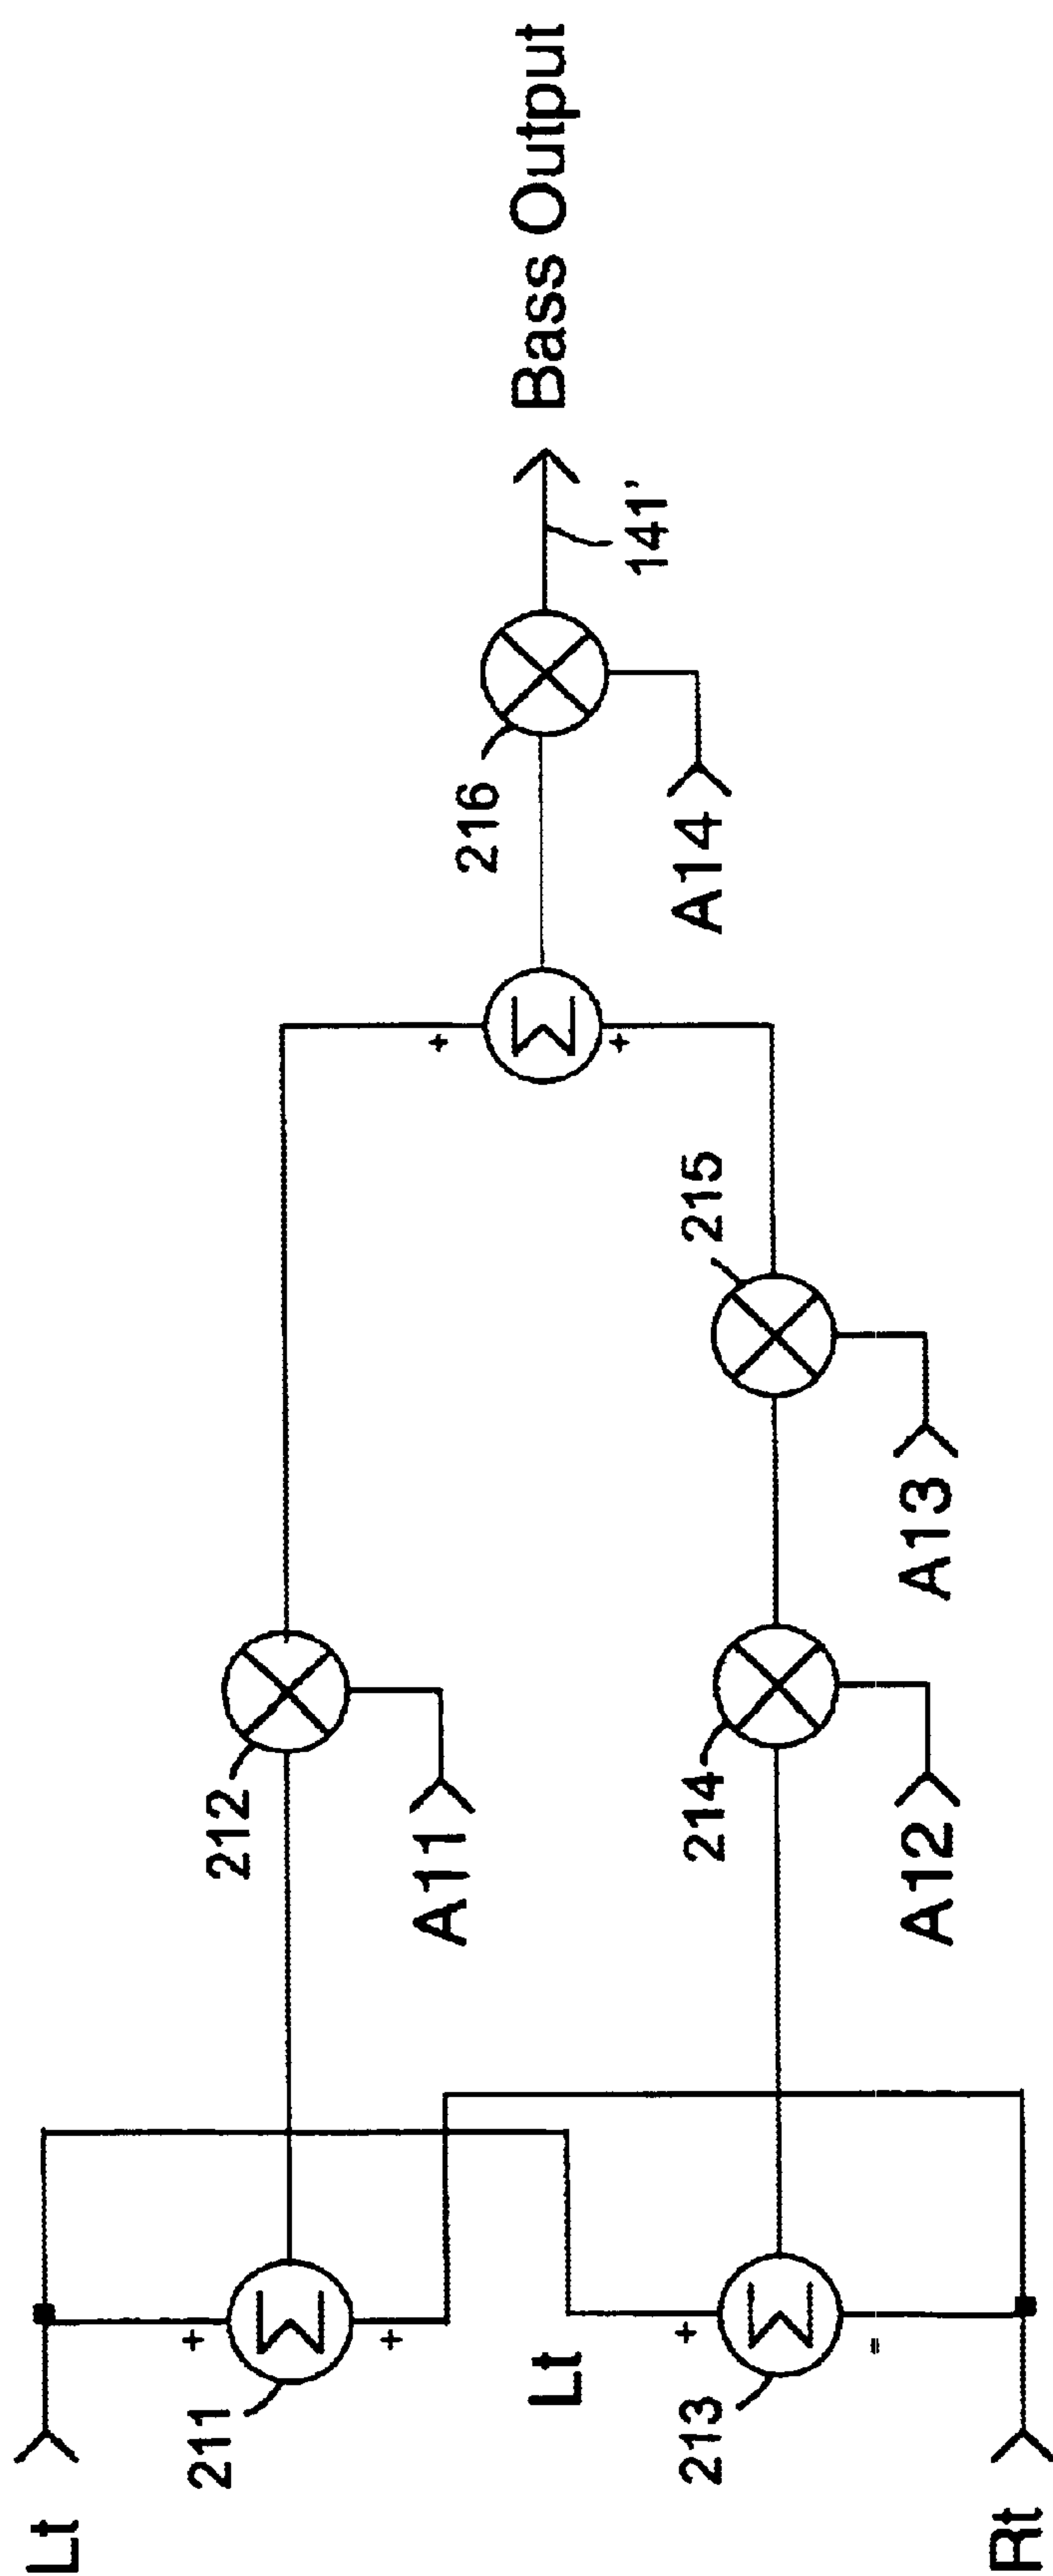 Lt
211
+
+
212
A11
Lt
213
+
=
214
A12
215
A13
Rt
+
+
216
A14
141'
Bass Output
Σ
Σ
Σ